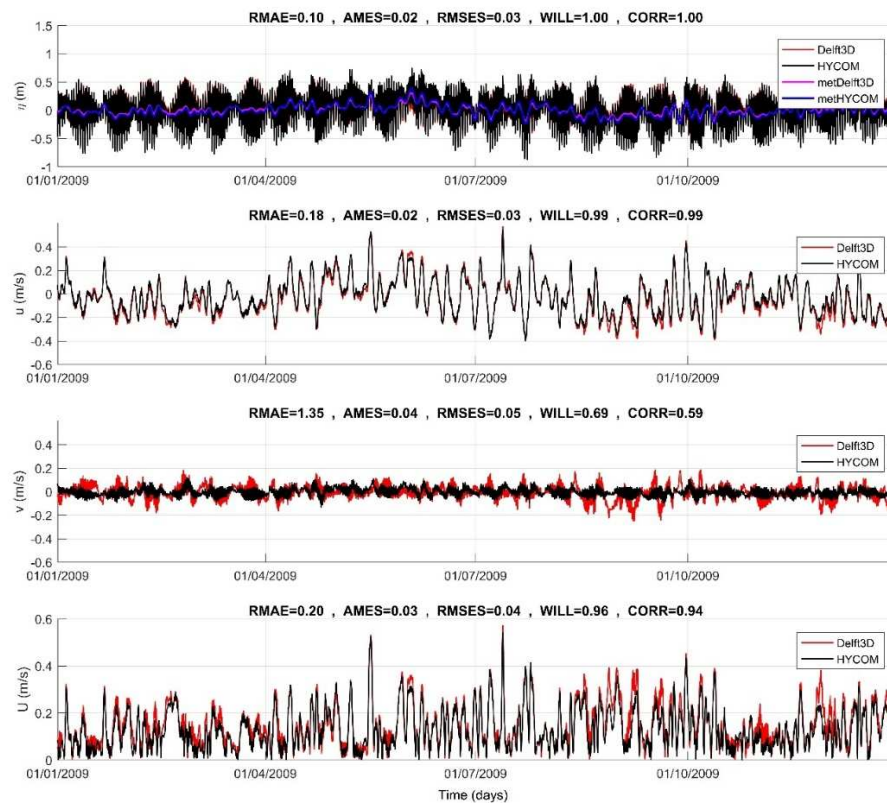 RMAE=0.10 , AMES=0.02 , RMSES=0.03 , WILL=1.00 , CORR=1.00
1.5
1
0.5
0
-0.5
-1
η (m)
Delft3D
HYCOM
metDelft3D
metHYCOM
01/01/2009 01/04/2009 01/07/2009 01/10/2009
RMAE=0.18 , AMES=0.02 , RMSES=0.03 , WILL=0.99 , CORR=0.99
0.4
0.2
0
-0.2
-0.4
-0.6
u (m/s)
Delft3D
HYCOM
01/01/2009 01/04/2009 01/07/2009 01/10/2009
RMAE=1.35 , AMES=0.04 , RMSES=0.05 , WILL=0.69 , CORR=0.59
0.4
0.2
0
-0.2
-0.4
-0.6
v (m/s)
Delft3D
HYCOM
01/01/2009 01/04/2009 01/07/2009 01/10/2009
RMAE=0.20 , AMES=0.03 , RMSES=0.04 , WILL=0.96 , CORR=0.94
0.6
0.4
0.2
0
U (m/s)
Delft3D
HYCOM
01/01/2009 01/04/2009 01/07/2009 01/10/2009
Time (days)